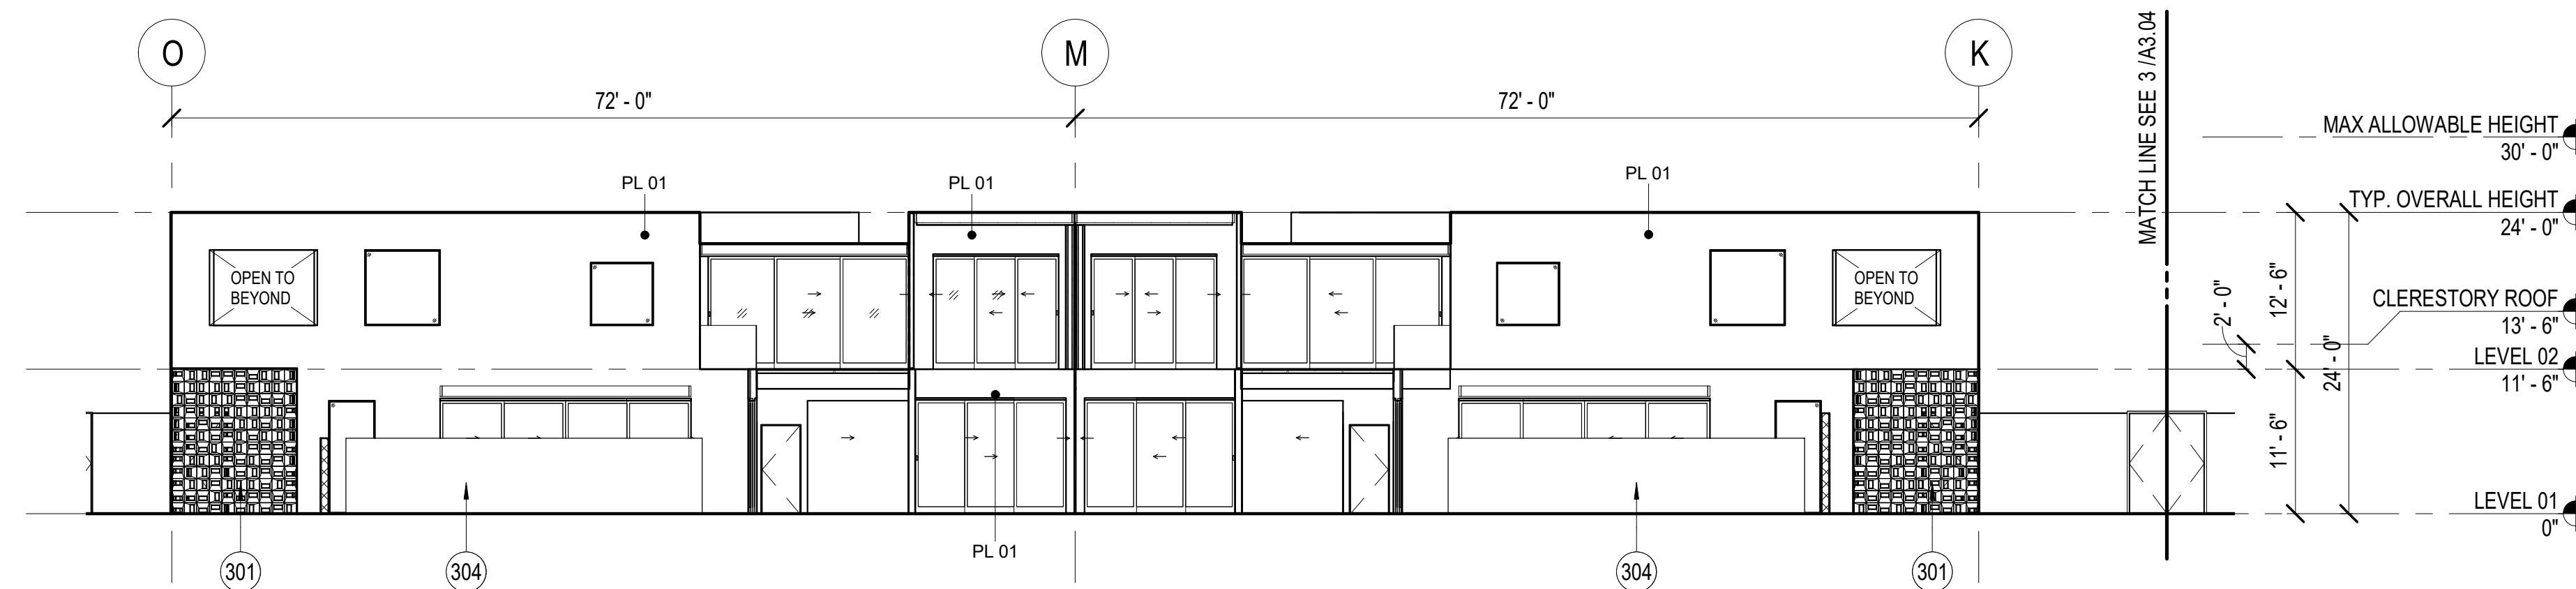 O
M
K
72' - 0"
72' - 0"
MATCH LINE SEE 3 /A3.04
MAX ALLOWABLE HEIGHT
30' - 0"
PL 01
PL 01
PL 01
TYP. OVERALL HEIGHT
24' - 0"
OPEN TO
BEYOND
OPEN TO
BEYOND
2' - 0"
12' - 6"
CLERESTORY ROOF
13' - 6"
24' - 0"
LEVEL 02
11' - 6"
11' - 6"
LEVEL 01
0"
PL 01
301
304
304
301